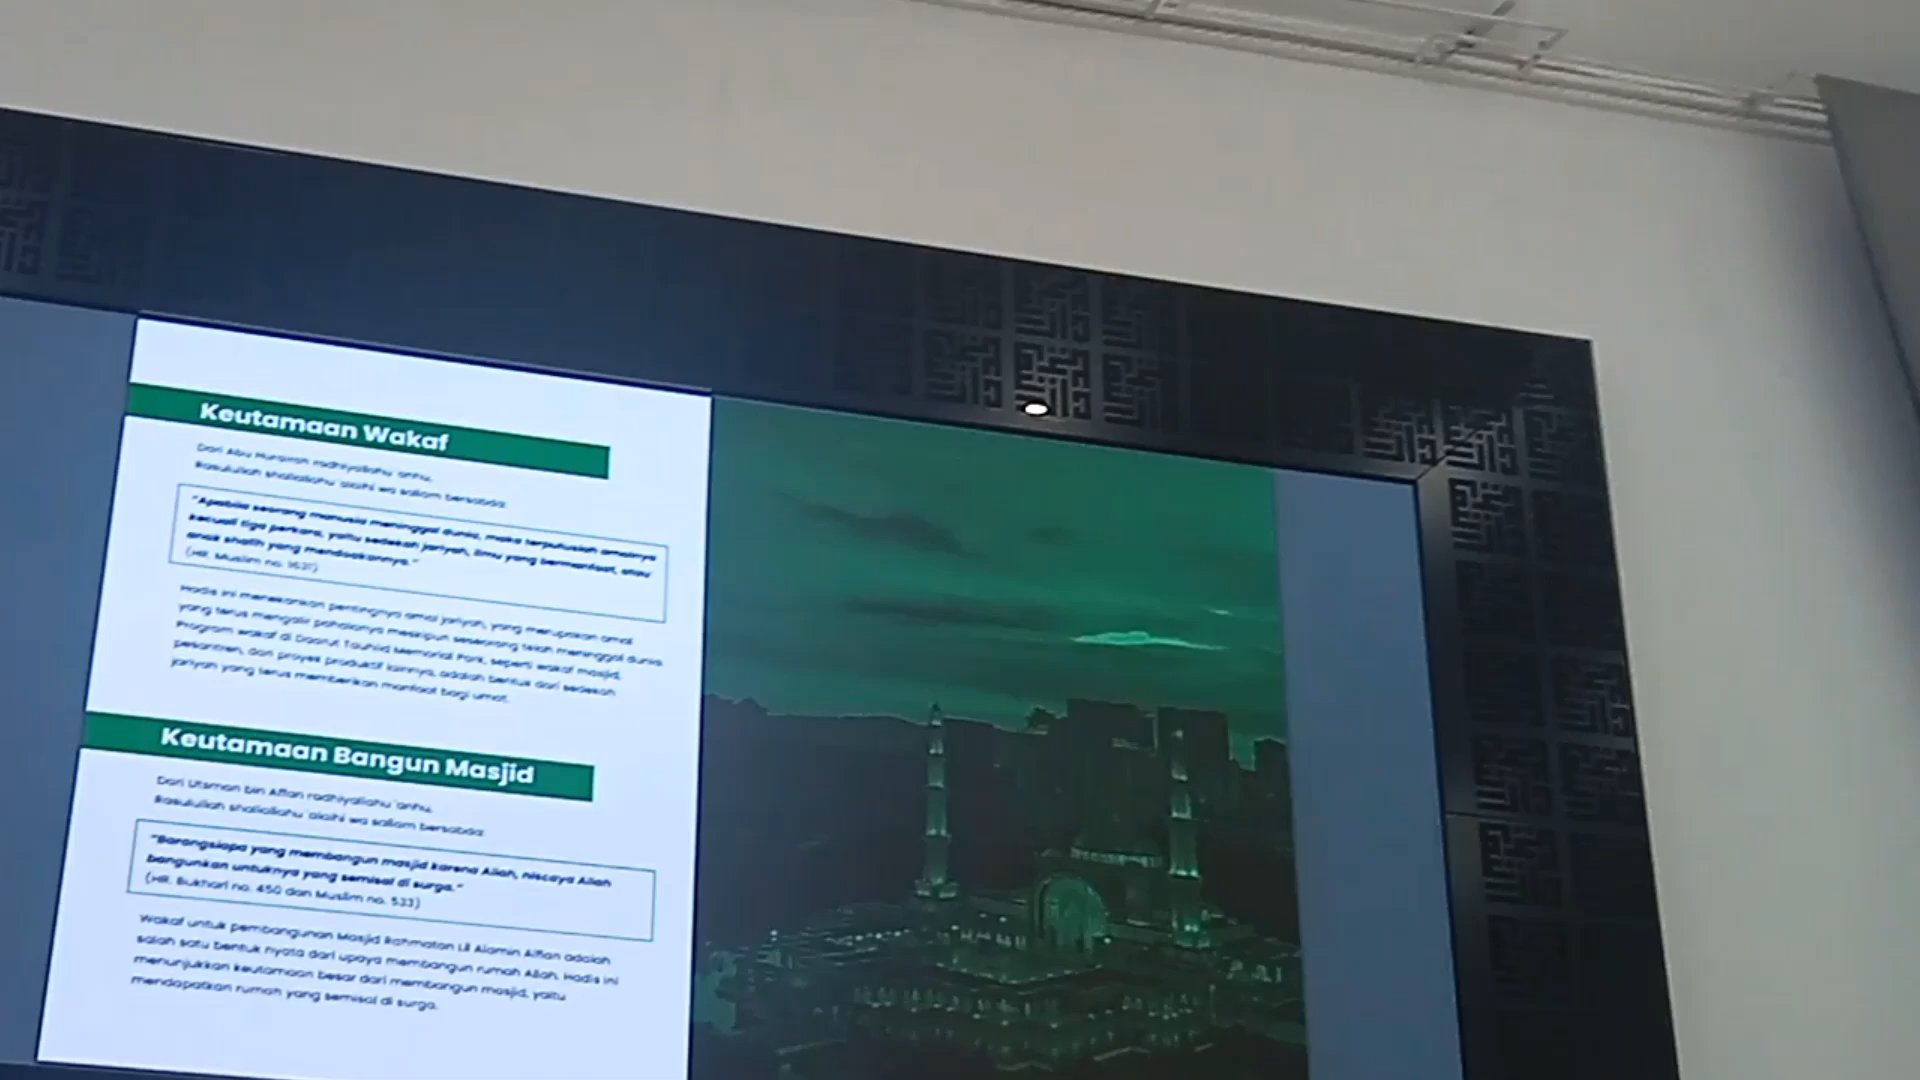 Keutamaan Wakaf
Dari Abu Hurairah radhiyallahu 'anhu,
Rasulullah shallallahu 'alaihi wa sallam bersabda:
"Apabila seorang manusia meninggal dunia, maka terputuslah amalnya
kecuali tiga perkara, yaitu sedekah jariyah, ilmu yang bermanfaat, atau
anak shalih yang mendoakannya."
(HR. Muslim no. 1631)
Hadis ini menekankan pentingnya amal jariyah, yang merupakan amal
yang terus mengalir pahalanya meskipun seseorang telah meninggal dunia.
Program wakaf di Daarut Tauhiid Memorial Park, seperti wakaf masjid,
pesantren, dan proyek produktif lainnya, adalah bentuk dari sedekah
jariyah yang terus memberikan manfaat bagi umat.
Keutamaan Bangun Masjid
Dari Utsman bin Affan radhiyallahu 'anhu,
Rasulullah shallallahu 'alaihi wa sallam bersabda:
"Barangsiapa yang membangun masjid karena Allah, niscaya Allah
bangunkan untuknya yang semisal di surga."
(HR. Bukhari no. 450 dan Muslim no. 533)
Wakaf untuk pembangunan Masjid Rahmatan Lil Alamin Affan adalah
salah satu bentuk nyata dari upaya membangun rumah Allah. Hadis ini
menunjukkan keutamaan besar dari membangun masjid, yaitu
mendapatkan rumah yang semisal di surga.